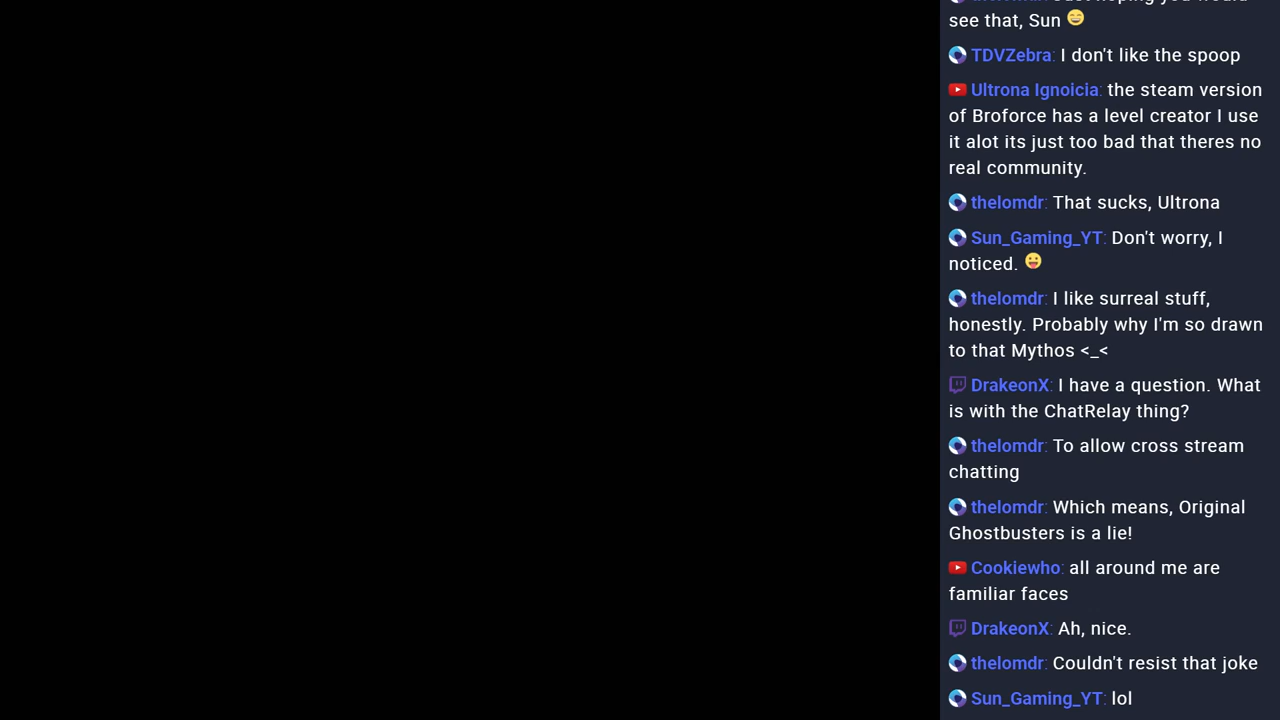 see that, Sun
TDVZebra: I don't like the spoop
Ultrona Ignoicia: the steam version
of Broforce has a level creator I use
it alot its just too bad that theres no
real community.
thelomdr: That sucks, Ultrona
Sun_Gaming_YT: Don't worry, I
noticed.
thelomdr: I like surreal stuff,
honestly. Probably why I'm so drawn
to that Mythos <_<
DrakeonX: I have a question. What
is with the ChatRelay thing?
thelomdr: To allow cross stream
chatting
thelomdr: Which means, Original
Ghostbusters is a lie!
Cookiewho: all around me are
familiar faces
DrakeonX: Ah, nice.
thelomdr: Couldn't resist that joke
Sun_Gaming_YT: lol